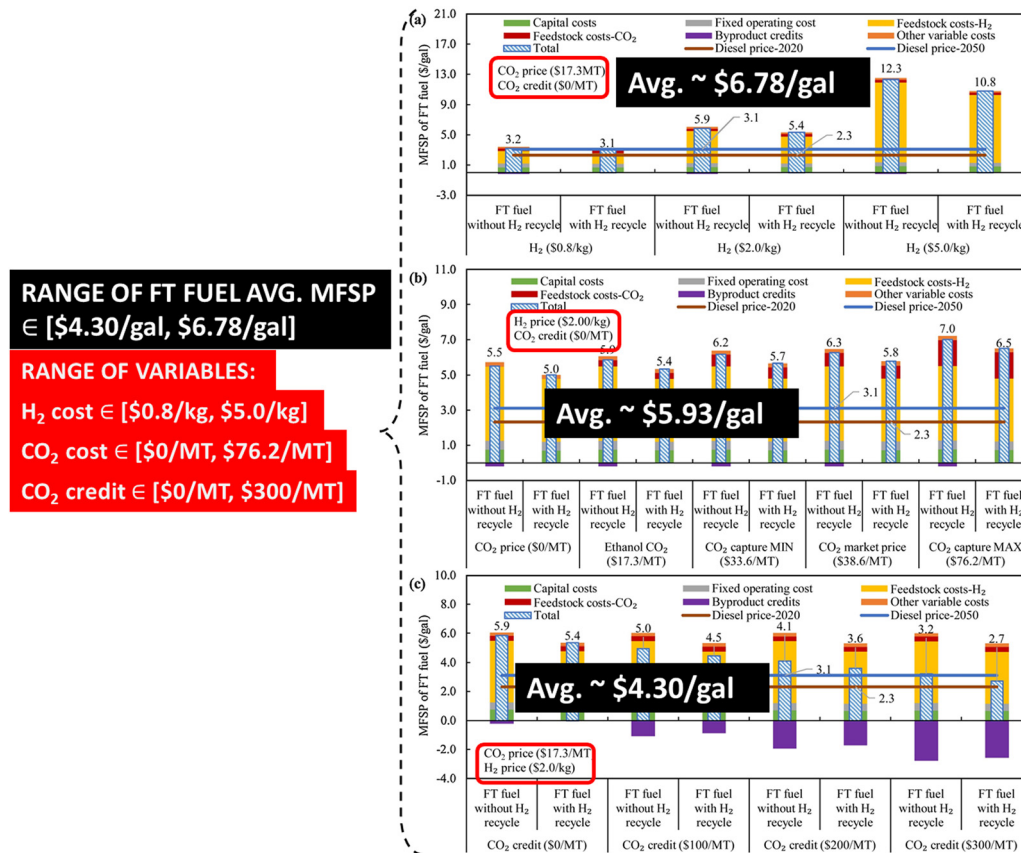 RANGE OF FT FUEL AVG. MFSP
∈ [$4.30/gal, $6.78/gal]
RANGE OF VARIABLES:
H₂ cost ∈ [$0.8/kg, $5.0/kg]
CO₂ cost ∈ [$0/MT, $76.2/MT]
CO₂ credit ∈ [$0/MT, $300/MT]
(a)
MFSP of FT fuel ($/gal)
21.0
17.0
13.0
9.0
5.0
1.0
-3.0
Capital costs
Fixed operating cost
Feedstock costs-H₂
Feedstock costs-CO₂
Byproduct credits
Other variable costs
Total
Diesel price-2020
Diesel price-2050
CO₂ price ($17.3MT)
CO₂ credit ($0/MT)
Avg. ~ $6.78/gal
3.2
3.1
5.9
5.4
12.3
10.8
3.1
2.3
FT fuel without H₂ recycle
FT fuel with H₂ recycle
FT fuel without H₂ recycle
FT fuel with H₂ recycle
FT fuel without H₂ recycle
FT fuel with H₂ recycle
H₂ ($0.8/kg)
H₂ ($2.0/kg)
H₂ ($5.0/kg)
(b)
MFSP of FT fuel ($/gal)
11.0
9.0
7.0
5.0
3.0
1.0
-1.0
Capital costs
Fixed operating cost
Feedstock costs-H₂
Feedstock costs-CO₂
Byproduct credits
Other variable costs
Total
Diesel price-2020
Diesel price-2050
H₂ price ($2.00/kg)
CO₂ credit ($0/MT)
Avg. ~ $5.93/gal
5.5
5.0
5.9
5.4
6.2
5.7
6.3
5.8
7.0
6.5
3.1
2.3
FT fuel without H₂ recycle
FT fuel with H₂ recycle
FT fuel without H₂ recycle
FT fuel with H₂ recycle
FT fuel without H₂ recycle
FT fuel with H₂ recycle
FT fuel without H₂ recycle
FT fuel with H₂ recycle
FT fuel without H₂ recycle
FT fuel with H₂ recycle
CO₂ price ($0/MT)
Ethanol CO₂ ($17.3/MT)
CO₂ capture MIN ($33.6/MT)
CO₂ market price ($38.6/MT)
CO₂ capture MAX ($76.2/MT)
(c)
MFSP of FT fuel ($/gal)
10.0
8.0
6.0
4.0
2.0
0.0
-2.0
-4.0
Capital costs
Fixed operating cost
Feedstock costs-H₂
Feedstock costs-CO₂
Byproduct credits
Other variable costs
Total
Diesel price-2020
Diesel price-2050
5.9
5.4
5.0
4.5
4.1
3.6
3.2
2.7
Avg. ~ $4.30/gal
3.1
2.3
CO₂ price ($17.3/MT
H₂ price ($2.0/kg)
FT fuel without H₂ recycle
FT fuel with H₂ recycle
FT fuel without H₂ recycle
FT fuel with H₂ recycle
FT fuel without H₂ recycle
FT fuel with H₂ recycle
FT fuel without H₂ recycle
FT fuel with H₂ recycle
CO₂ credit ($0/MT)
CO₂ credit ($100/MT)
CO₂ credit ($200/MT)
CO₂ credit ($300/MT)